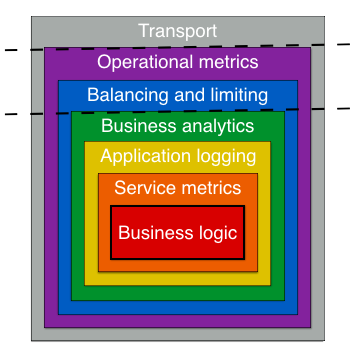 Transport
Operational metrics
Balancing and limiting
Business analytics
Application logging
Service metrics
Business logic